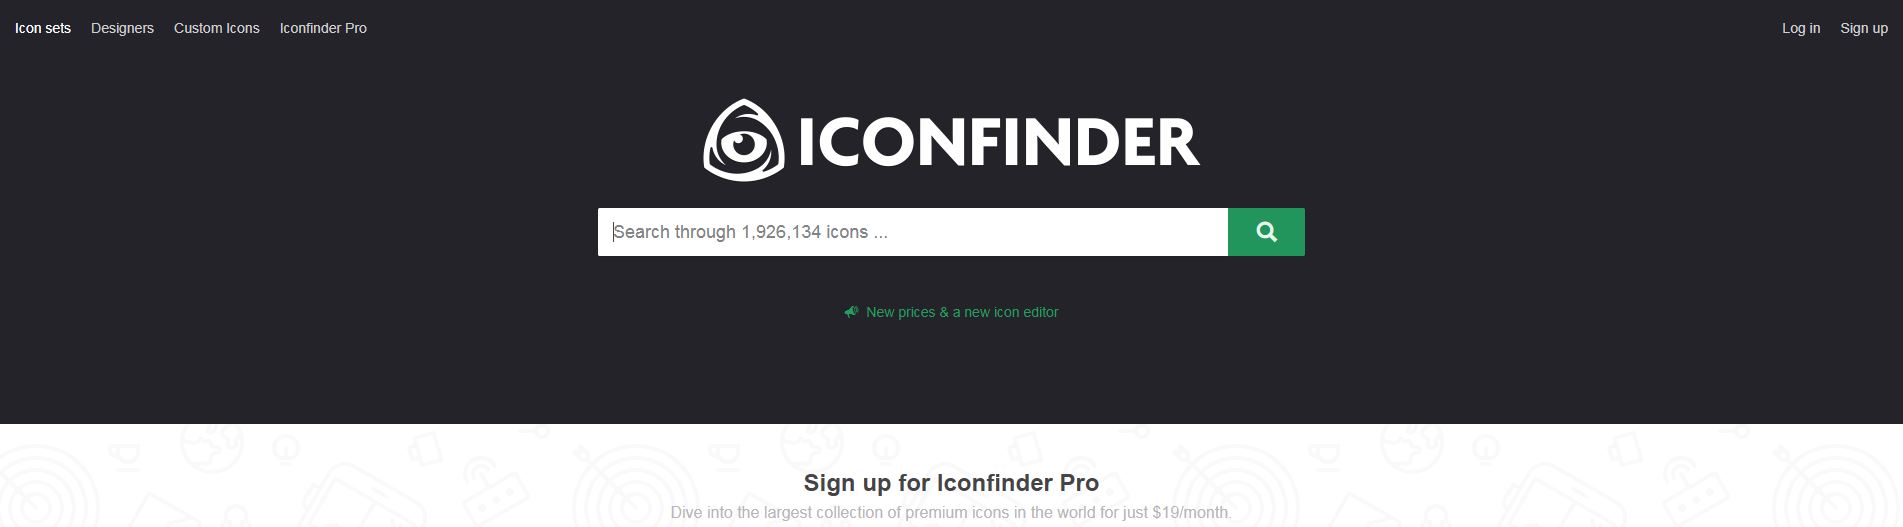 Icon sets Designers Custom Icons Iconfinder Pro Log in Sign up
ICONFINDER
Search through 1,926,134 icons ...
New prices & a new icon editor
Sign up for Iconfinder Pro
Dive into the largest collection of premium icons in the world for just $19/month.